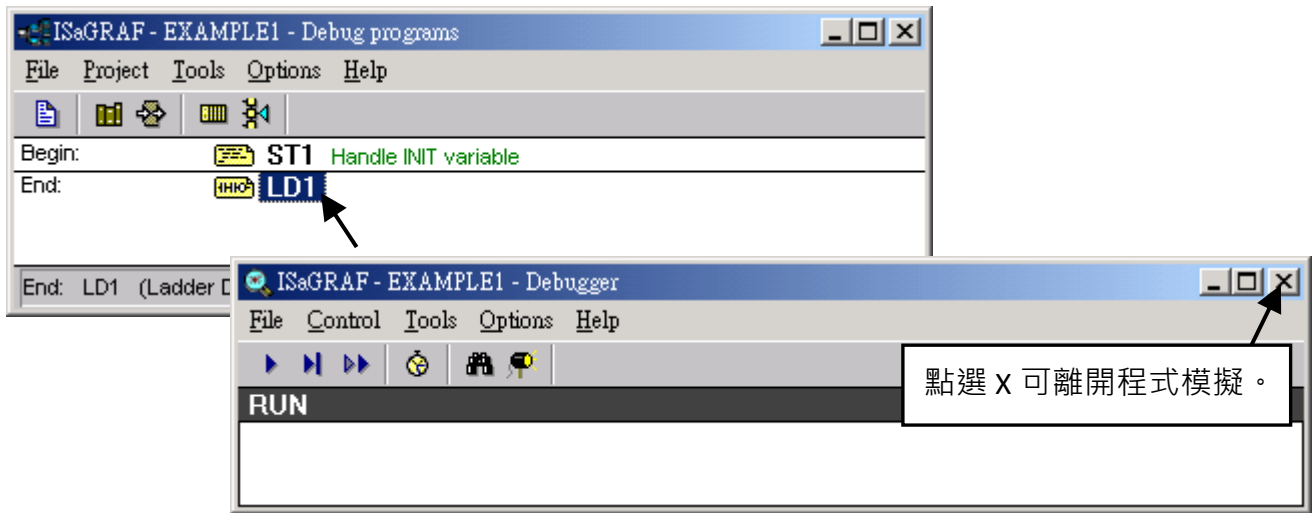 ISaGRAF - EXAMPLE1 - Debug programs
File Project Tools Options Help
Begin: ST1 Handle INIT variable
End: LD1
End: LD1 (Ladder D
ISaGRAF - EXAMPLE1 - Debugger
File Control Tools Options Help
RUN
點選 X 可離開程式模擬。